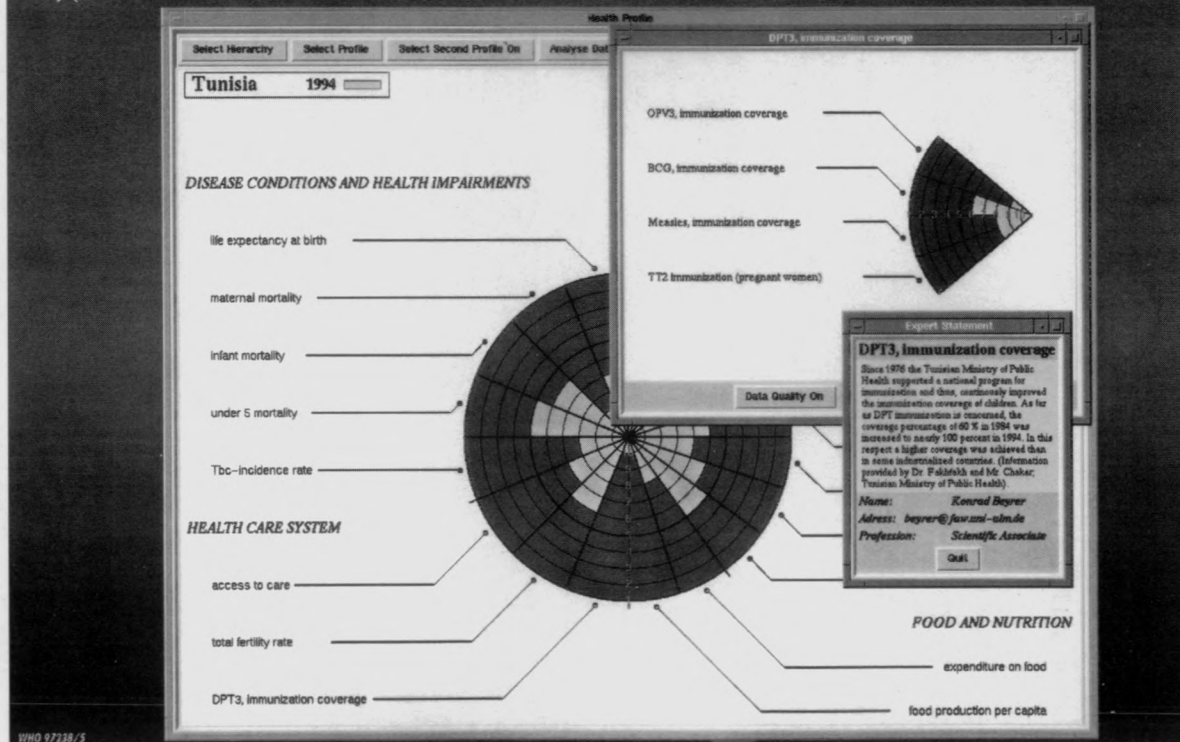 Health Profile
Select Hierarchy
Select Profile
Select Second Profile On
Analyse Dat
Tunisia 1994
DISEASE CONDITIONS AND HEALTH IMPAIRMENTS
life expectancy at birth
maternal mortality
infant mortality
under 5 mortality
Tbc-incidence rate
HEALTH CARE SYSTEM
access to care
total fertility rate
DPT3, immunization coverage
DPT3, immunization coverage
OPV3, immunization coverage
BCG, immunization coverage
Measles, immunization coverage
TT2 immunization (pregnant women)
Data Quality On
Expert Statement
DPT3, immunization coverage
Since 1976 the Tunisian Ministry of Public
Health supported a national program for
immunization and thus, continously improved
the immunization coverage of children. As far
as DPT immunization is concerned, the
coverage percentage of 60 % in 1984 was
increased to nearly 100 percent in 1994. In this
respect a higher coverage was achieved than
in some industrialized countries. (Information
provided by Dr. Fakhfakh and Mr. Chaker,
Tunisian Ministry of Public Health).
Name: Konrad Beyrer
Adress: beyrer@faw.uni-ulm.de
Profession: Scientific Associate
Quit
FOOD AND NUTRITION
expenditure on food
food production per capita
WHO 97238/5